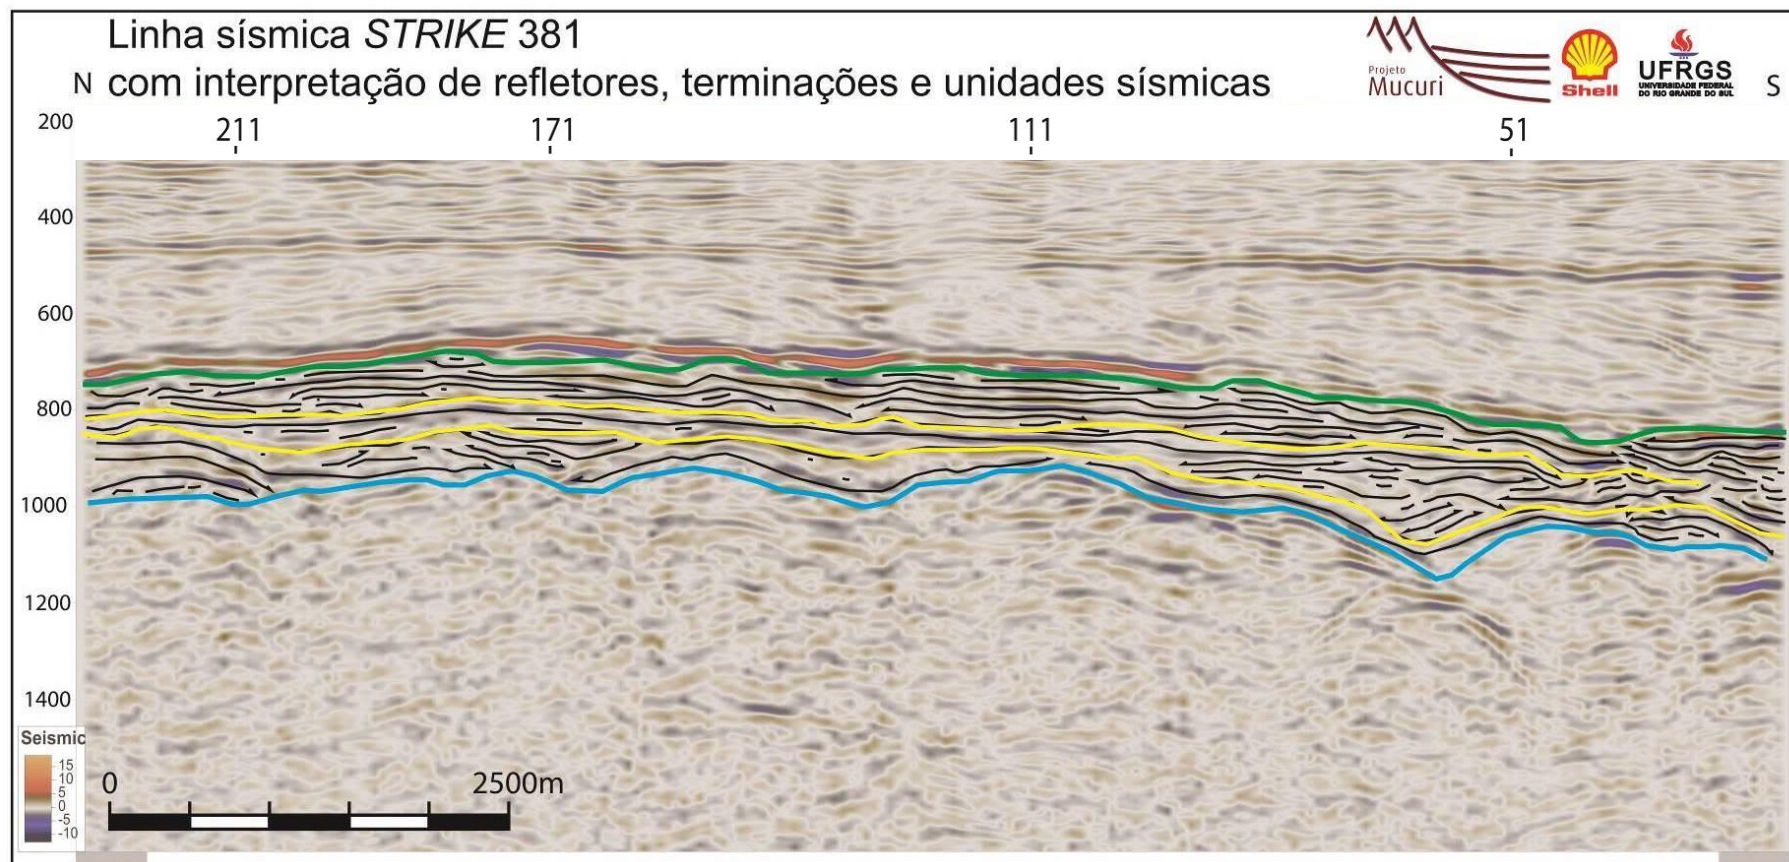 Linha sísmica STRIKE 381
N com interpretação de refletores, terminações e unidades sísmicas
Projeto
Mucuri
Shell
UFRGS
UNIVERSIDADE FEDERAL
DO RIO GRANDE DO SUL
S
211 171 111 51
200
400
600
800
1000
1200
1400
Seismic
15
10
5
0
-5
-10
0 2500m